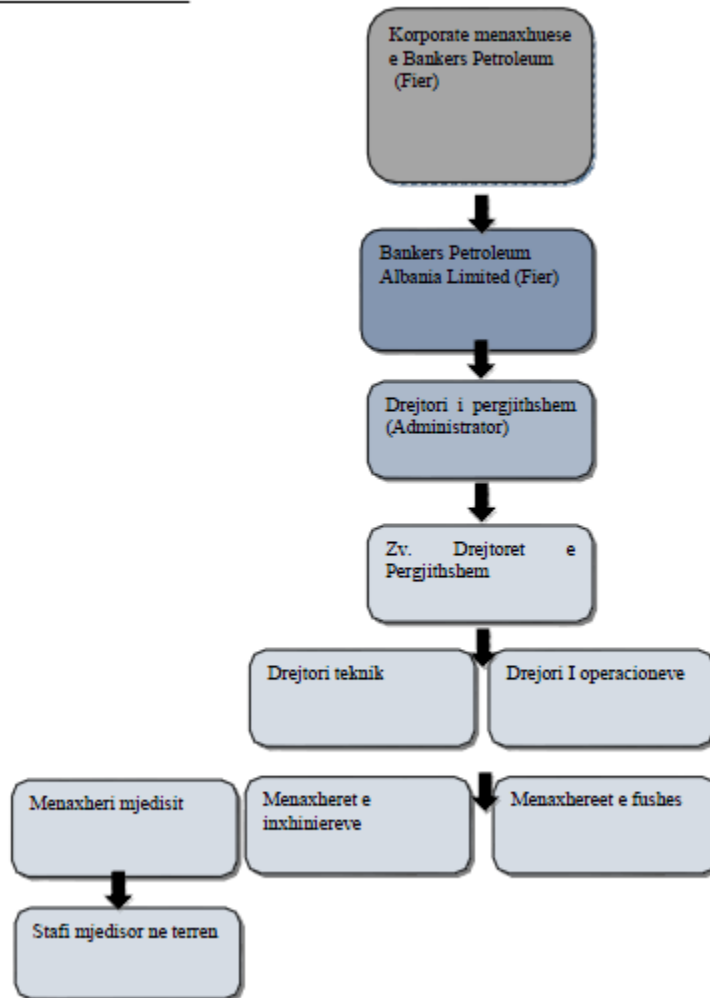 Korporate menaxhuese
e Bankers Petroleum
(Fier)
Bankers Petroleum
Albania Limited (Fier)
Drejtori i pergjithshem
(Administrator)
Zv. Drejtoret e
Pergjithshem
Drejtori teknik
Drejori I operacioneve
Menaxheri mjedisit
Menaxheret e
inxhiniereve
Menaxhereet e fushes
Stafi mjedisor ne terren